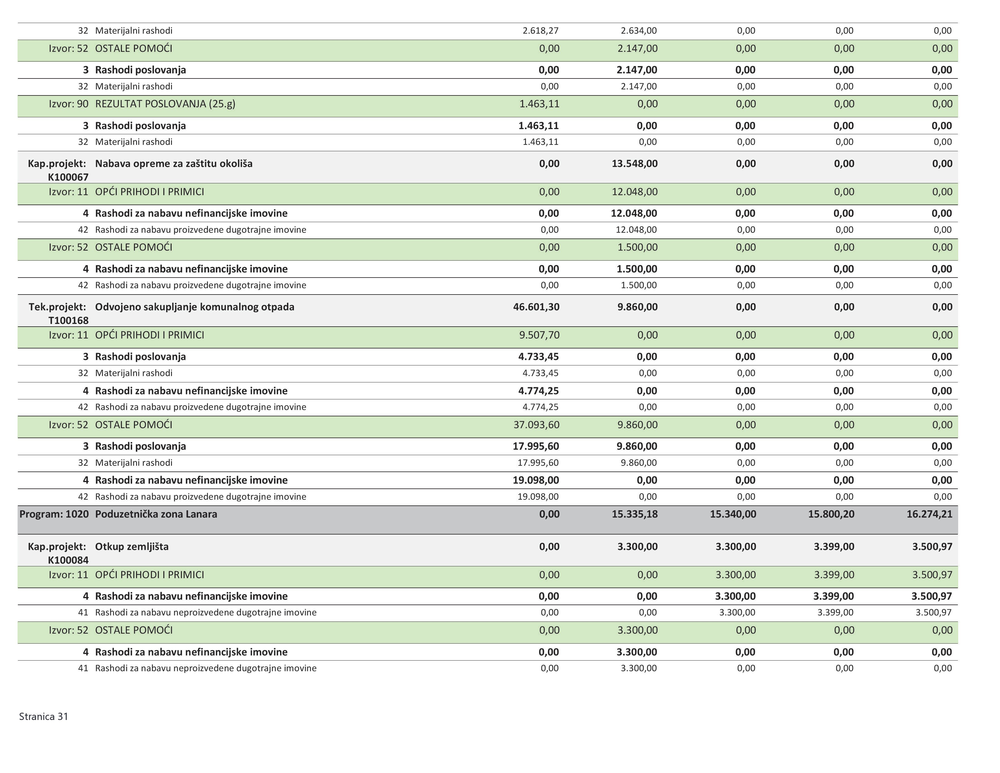 32 Materijalni rashodi 2.618,27 2.634,00 0,00 0,00 0,00
Izvor: 52 OSTALE POMOĆI 0,00 2.147,00 0,00 0,00 0,00
3 Rashodi poslovanja 0,00 2.147,00 0,00 0,00 0,00
32 Materijalni rashodi 0,00 2.147,00 0,00 0,00 0,00
Izvor: 90 REZULTAT POSLOVANJA (25.g) 1.463,11 0,00 0,00 0,00 0,00
3 Rashodi poslovanja 1.463,11 0,00 0,00 0,00 0,00
32 Materijalni rashodi 1.463,11 0,00 0,00 0,00 0,00
Kap.projekt: Nabava opreme za zaštitu okoliša 0,00 13.548,00 0,00 0,00 0,00
K100067
Izvor: 11 OPĆI PRIHODI I PRIMICI 0,00 12.048,00 0,00 0,00 0,00
4 Rashodi za nabavu nefinancijske imovine 0,00 12.048,00 0,00 0,00 0,00
42 Rashodi za nabavu proizvedene dugotrajne imovine 0,00 12.048,00 0,00 0,00 0,00
Izvor: 52 OSTALE POMOĆI 0,00 1.500,00 0,00 0,00 0,00
4 Rashodi za nabavu nefinancijske imovine 0,00 1.500,00 0,00 0,00 0,00
42 Rashodi za nabavu proizvedene dugotrajne imovine 0,00 1.500,00 0,00 0,00 0,00
Tek.projekt: Odvojeno sakupljanje komunalnog otpada 46.601,30 9.860,00 0,00 0,00 0,00
T100168
Izvor: 11 OPĆI PRIHODI I PRIMICI 9.507,70 0,00 0,00 0,00 0,00
3 Rashodi poslovanja 4.733,45 0,00 0,00 0,00 0,00
32 Materijalni rashodi 4.733,45 0,00 0,00 0,00 0,00
4 Rashodi za nabavu nefinancijske imovine 4.774,25 0,00 0,00 0,00 0,00
42 Rashodi za nabavu proizvedene dugotrajne imovine 4.774,25 0,00 0,00 0,00 0,00
Izvor: 52 OSTALE POMOĆI 37.093,60 9.860,00 0,00 0,00 0,00
3 Rashodi poslovanja 17.995,60 9.860,00 0,00 0,00 0,00
32 Materijalni rashodi 17.995,60 9.860,00 0,00 0,00 0,00
4 Rashodi za nabavu nefinancijske imovine 19.098,00 0,00 0,00 0,00 0,00
42 Rashodi za nabavu proizvedene dugotrajne imovine 19.098,00 0,00 0,00 0,00 0,00
Program: 1020 Poduzetnička zona Lanara 0,00 15.335,18 15.340,00 15.800,20 16.274,21
Kap.projekt: Otkup zemljišta 0,00 3.300,00 3.300,00 3.399,00 3.500,97
K100084
Izvor: 11 OPĆI PRIHODI I PRIMICI 0,00 0,00 3.300,00 3.399,00 3.500,97
4 Rashodi za nabavu nefinancijske imovine 0,00 0,00 3.300,00 3.399,00 3.500,97
41 Rashodi za nabavu neproizvedene dugotrajne imovine 0,00 0,00 3.300,00 3.399,00 3.500,97
Izvor: 52 OSTALE POMOĆI 0,00 3.300,00 0,00 0,00 0,00
4 Rashodi za nabavu nefinancijske imovine 0,00 3.300,00 0,00 0,00 0,00
41 Rashodi za nabavu neproizvedene dugotrajne imovine 0,00 3.300,00 0,00 0,00 0,00
Stranica 31